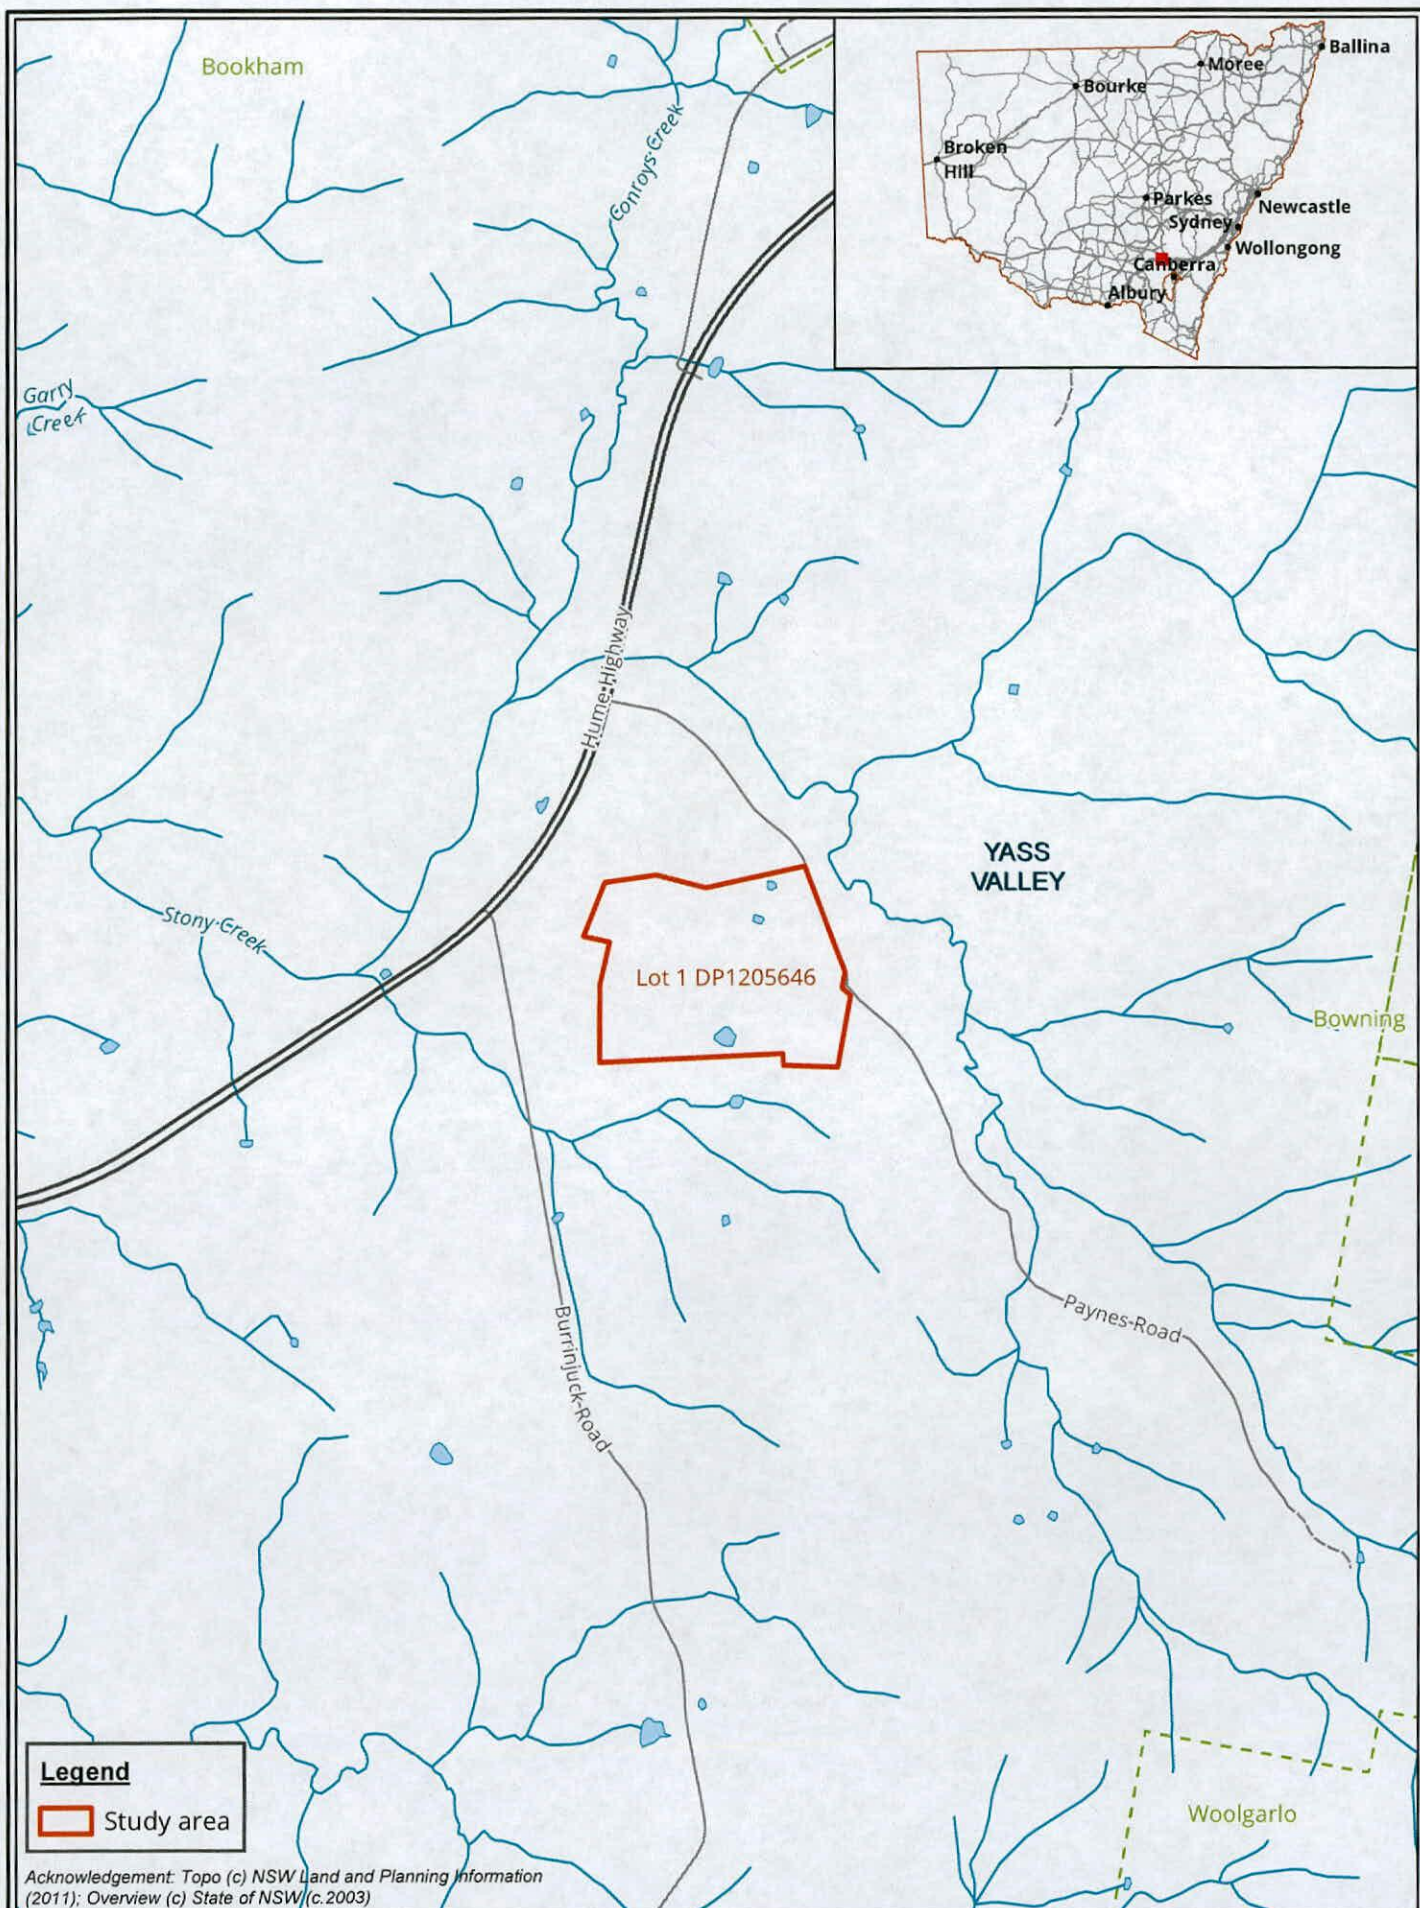 Bookham
Conroys Creek
Ballina
Moree
Bourke
Broken
Hill
Parkes
Newcastle
Sydney
Wollongong
Canberra
Albury
Garry
Creek
Hume Highway
YASS
VALLEY
Stony Creek
Lot 1 DP1205646
Bowning
Paynes Road
Burrinjuck Road
Woolgarlo
Legend
Study area
Acknowledgement: Topo (c) NSW Land and Planning Information
(2011); Overview (c) State of NSW (c.2003)